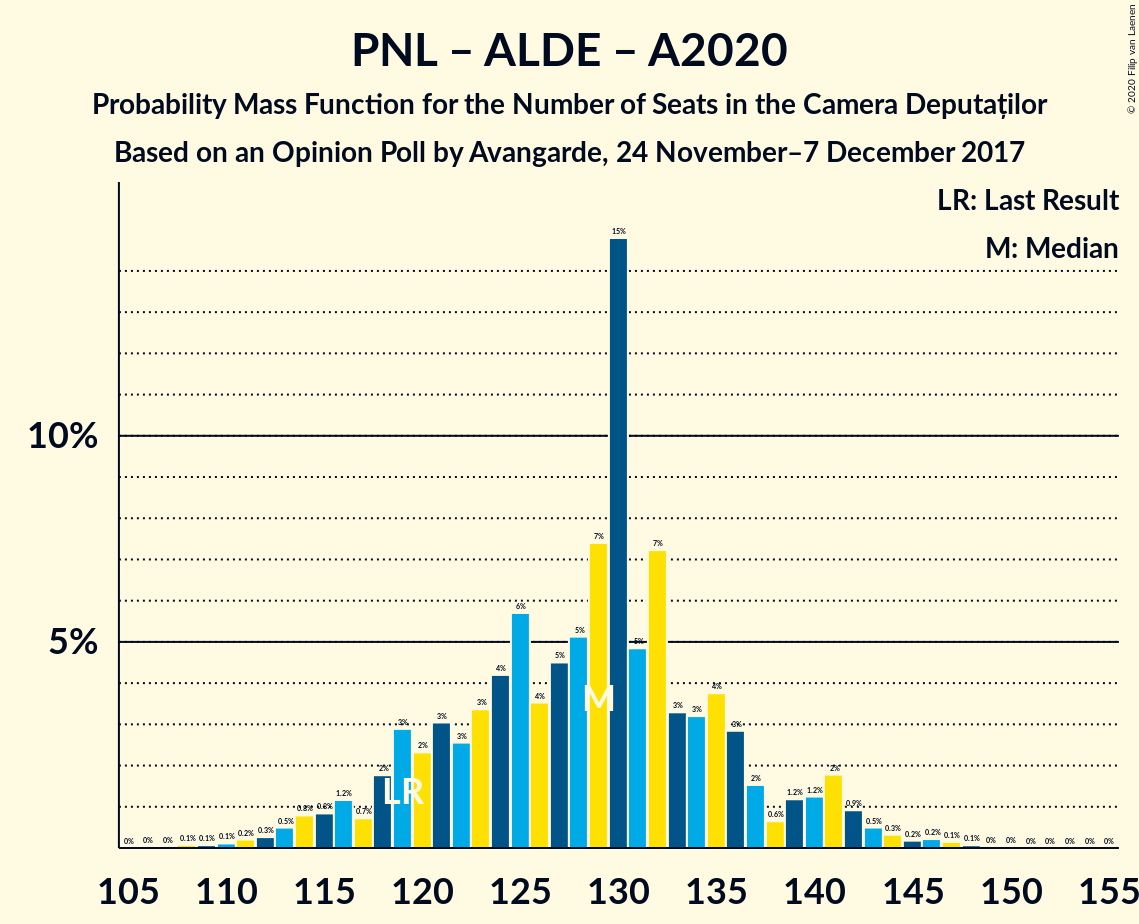 PNL – ALDE – A2020
Probability Mass Function for the Number of Seats in the Camera Deputaților
Based on an Opinion Poll by Avangarde, 24 November–7 December 2017
© 2020 Filip van Laenen
LR: Last Result
M: Median
10%
5%
0% 0% 0% 0.1% 0.1% 0.1% 0.2% 0.3% 0.5% 0.8% 0.8% 1.2% 0.7% 2% 3% 2% 3% 3% 3% 4% 6% 4% 5% 5% 7% 15% 5% 7% 3% 3% 4% 3% 2% 0.6% 1.2% 1.2% 2% 0.9% 0.5% 0.3% 0.2% 0.2% 0.1% 0.1% 0% 0% 0% 0% 0% 0% 0%
LR
M
105 110 115 120 125 130 135 140 145 150 155